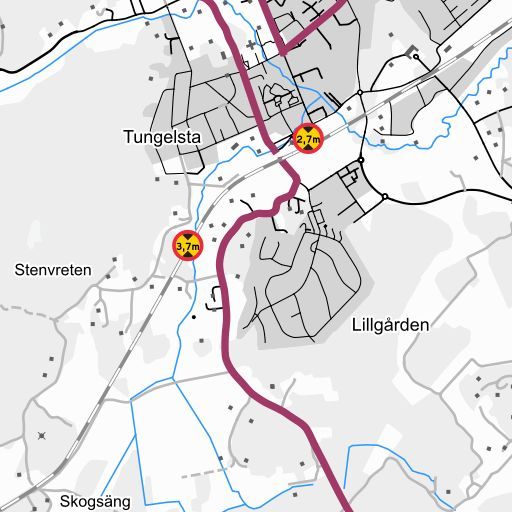 Tungelsta
2,7m
3,7m
Stenvreten
Lillgården
Skogsäng